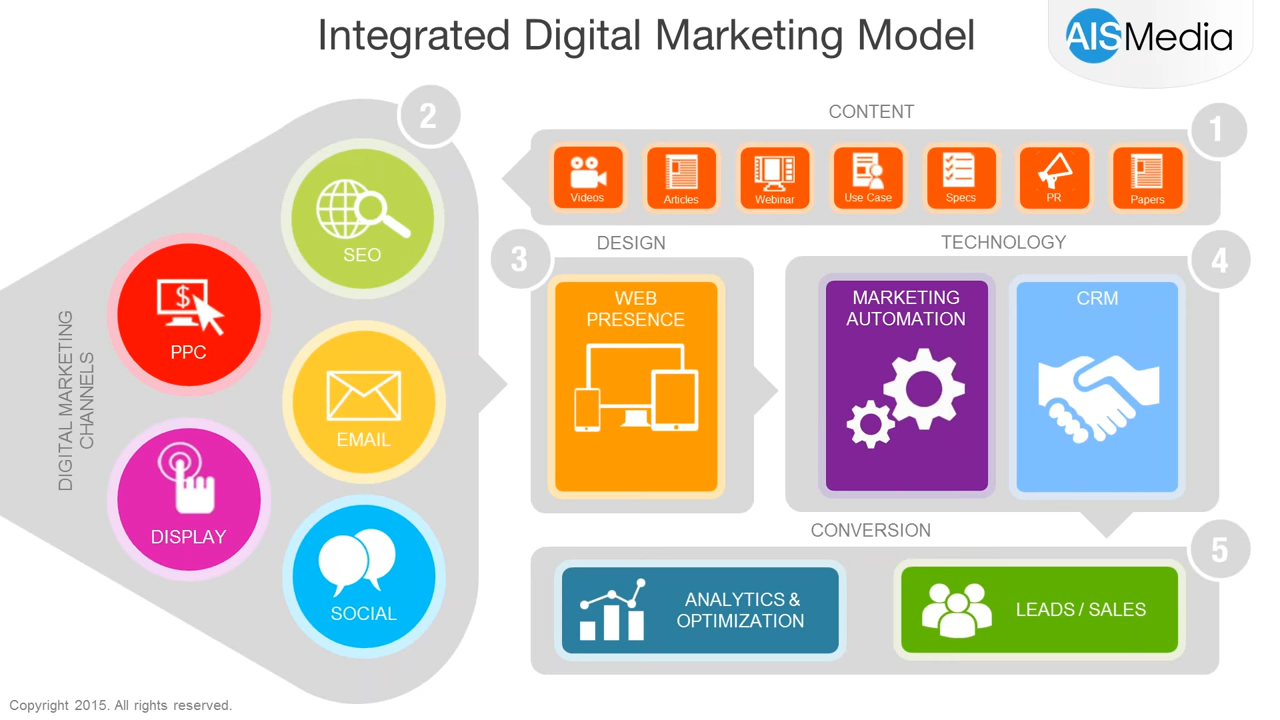 Integrated Digital Marketing Model
AISMedia
CONTENT
1
Videos
Articles
Webinar
Use Case
Specs
PR
Papers
2
DIGITAL MARKETING
CHANNELS
SEO
PPC
$
EMAIL
DISPLAY
SOCIAL
3
DESIGN
WEB
PRESENCE
TECHNOLOGY
4
MARKETING
AUTOMATION
CRM
CONVERSION
5
ANALYTICS &
OPTIMIZATION
LEADS / SALES
Copyright 2015. All rights reserved.